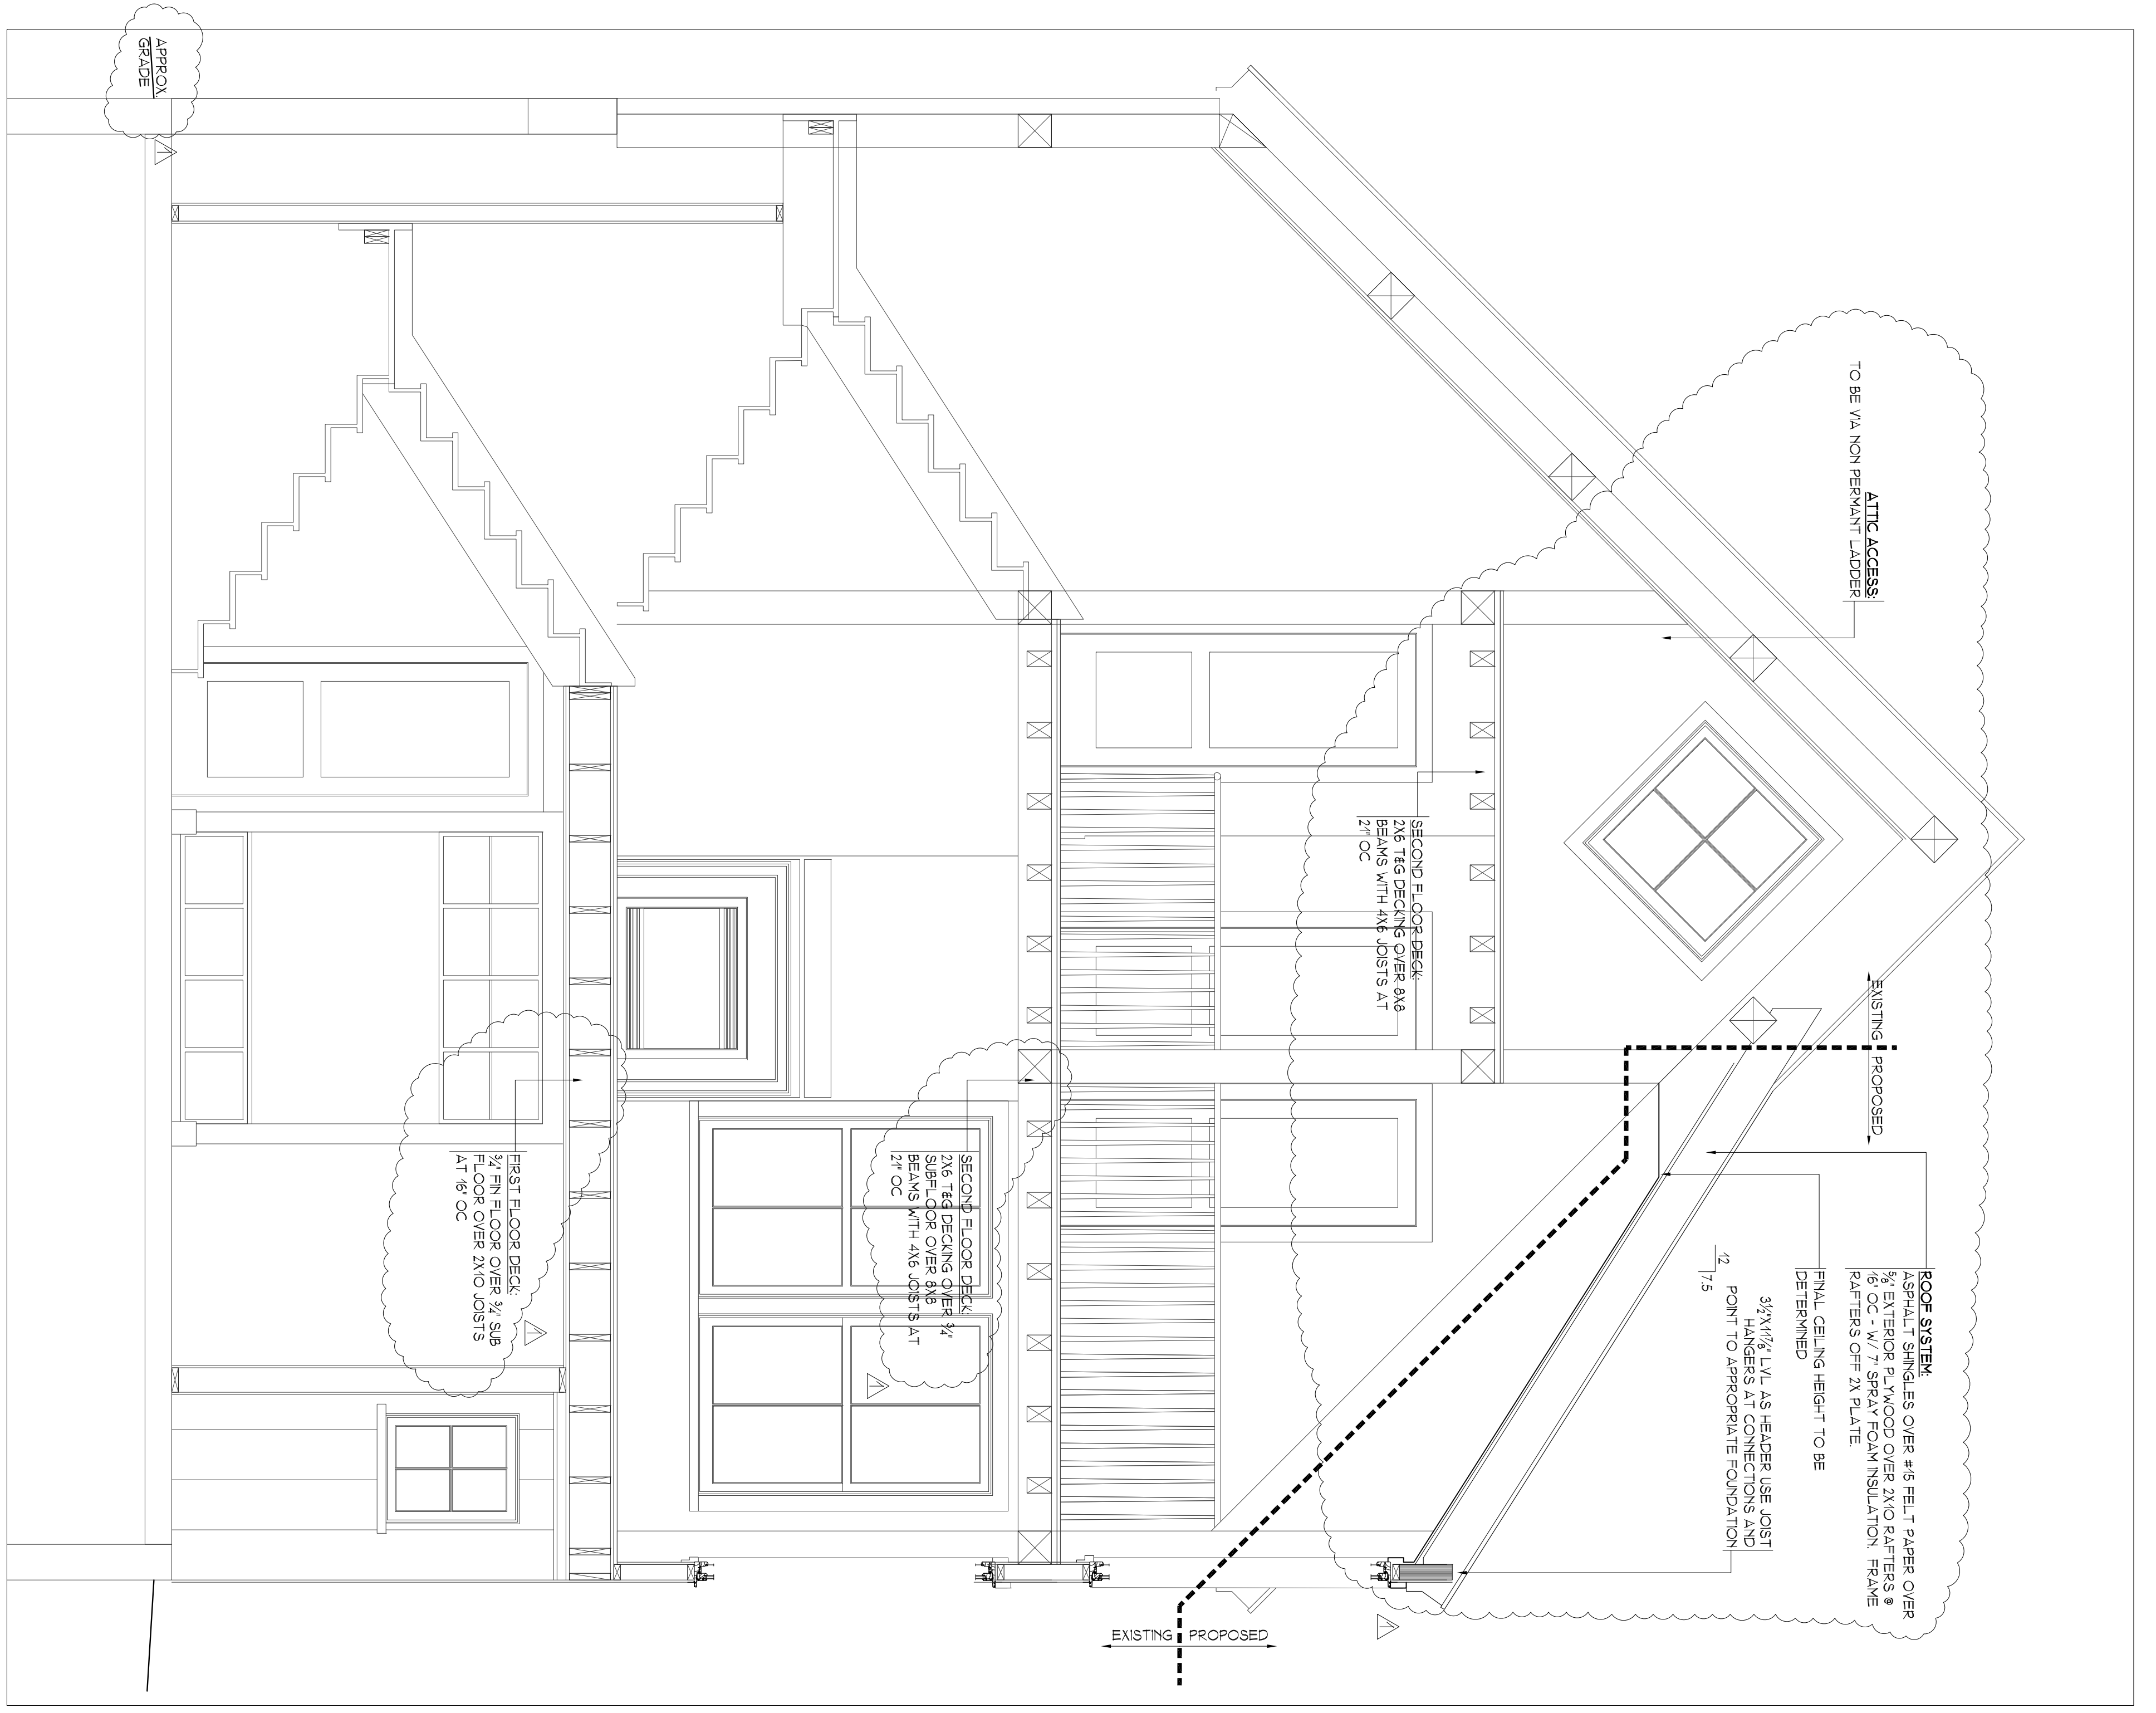 ATTIC ACCESS:
TO BE VIA NON PERMANT LADDER
EXISTING PROPOSED
ROOF SYSTEM:
ASPHALT SHINGLES OVER #15 FELT PAPER OVER
5/8" EXTERIOR PLYWOOD OVER 2X10 RAFTERS @
16" OC - W/ 7" SPRAY FOAM INSULATION. FRAME
RAFTERS OFF 2X PLATE.
FINAL CEILING HEIGHT TO BE
DETERMINED
3½"X11⅞" LVL AS HEADER USE JOIST
HANGERS AT CONNECTIONS AND
POINT TO APPROPRIATE FOUNDATION
12
7.5
SECOND FLOOR DECK:
2X6 T&G DECKING OVER 8X8
BEAMS WITH 4X6 JOISTS AT
21" OC
1
EXISTING PROPOSED
SECOND FLOOR DECK:
2X6 T&G DECKING OVER ¾"
SUBFLOOR OVER 8X8
BEAMS WITH 4X6 JOISTS AT
21" OC
1
FIRST FLOOR DECK:
¾" FIN FLOOR OVER ¾" SUB
FLOOR OVER 2X10 JOISTS
AT 16" OC
1
APPROX.
GRADE
1